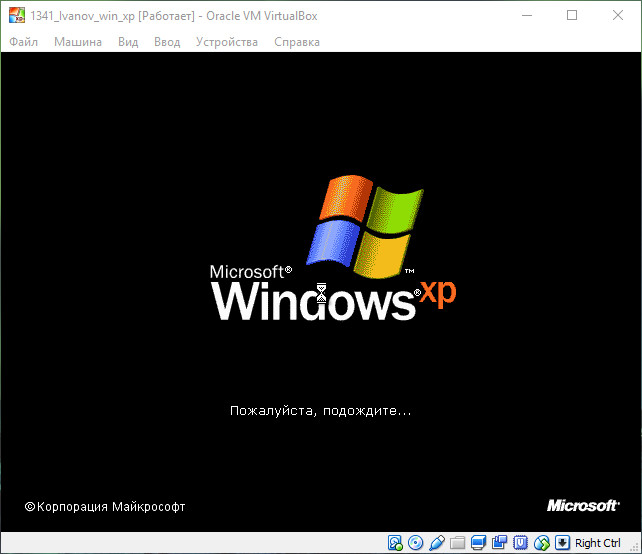 1341_Ivanov_win_xp [Работает] - Oracle VM VirtualBox
Файл Машина Вид Ввод Устройства Справка
Microsoft®
Windows® xp ™
Пожалуйста, подождите...
©Корпорация Майкрософт
Microsoft®
Right Ctrl